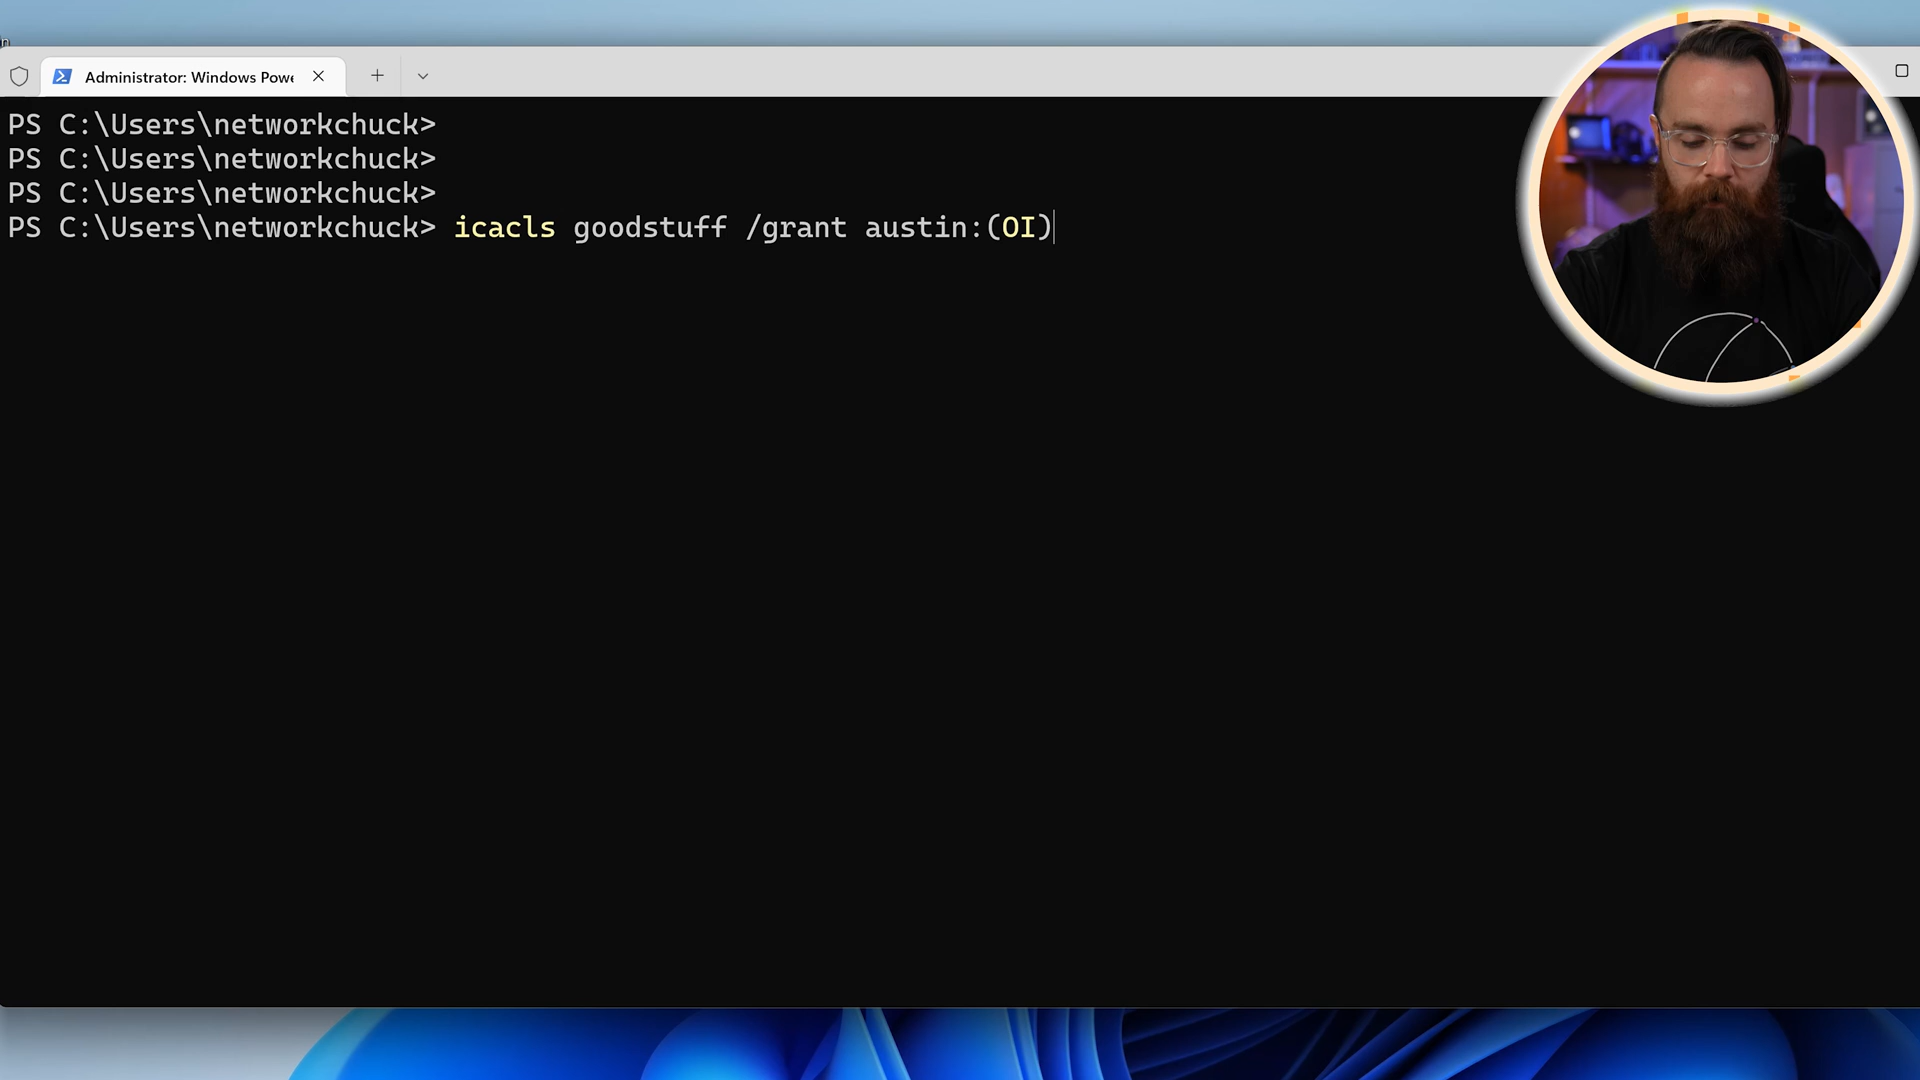 Administrator: Windows Powe
PS C:\Users\networkchuck>
PS C:\Users\networkchuck>
PS C:\Users\networkchuck>
PS C:\Users\networkchuck> icacls goodstuff /grant austin:(OI)